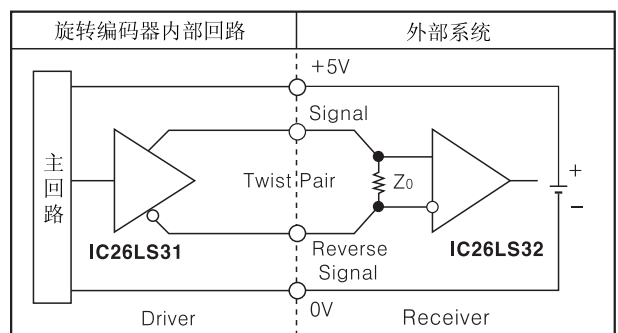 旋转编码器内部回路
外部系统
+5V
Signal
主回路
Twist Pair
Z0
+
−
IC26LS31
IC26LS32
Reverse
Signal
0V
Driver
Receiver